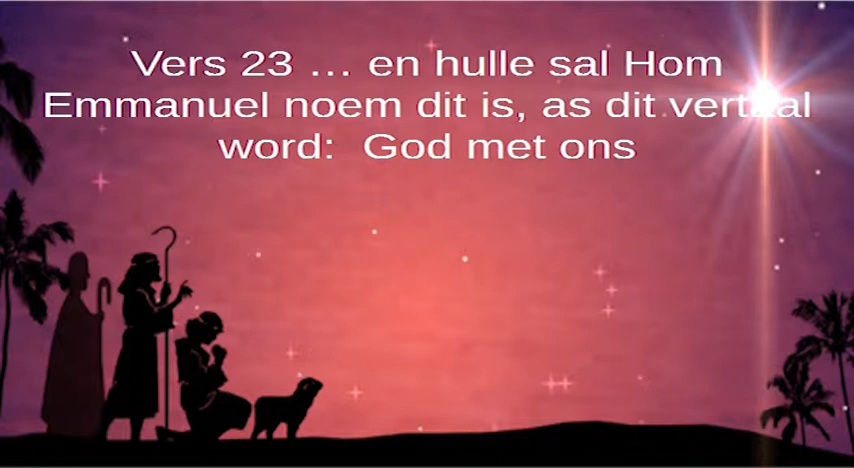 Vers 23 … en hulle sal Hom
Emmanuel noem dit is, as dit vertaal
word:  God met ons